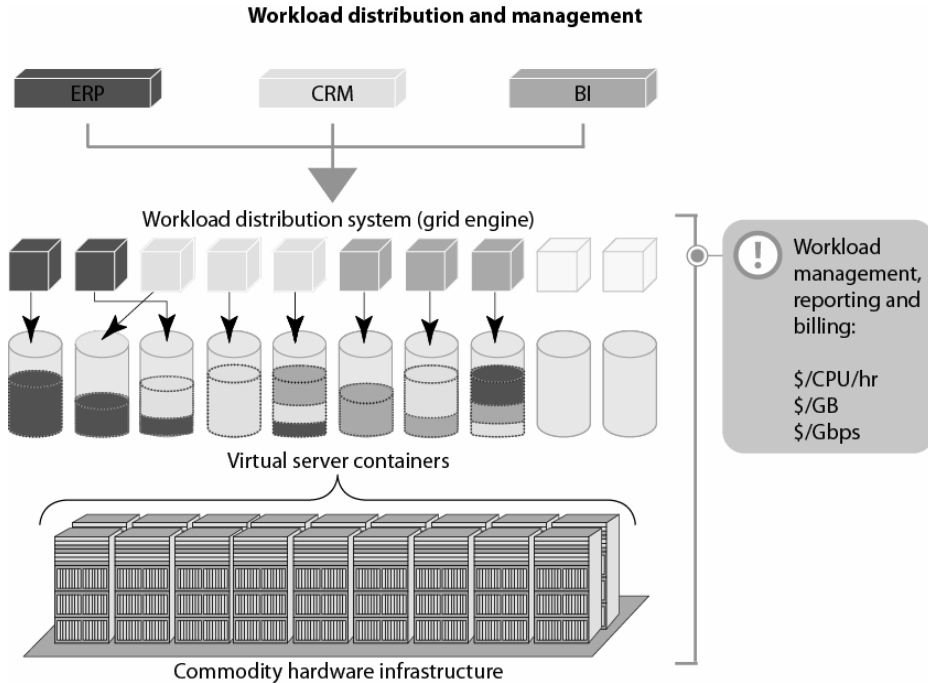 Workload distribution and management
ERP
CRM
BI
Workload distribution system (grid engine)
!
Workload
management,
reporting and
billing:
$/CPU/hr
$/GB
$/Gbps
Virtual server containers
Commodity hardware infrastructure